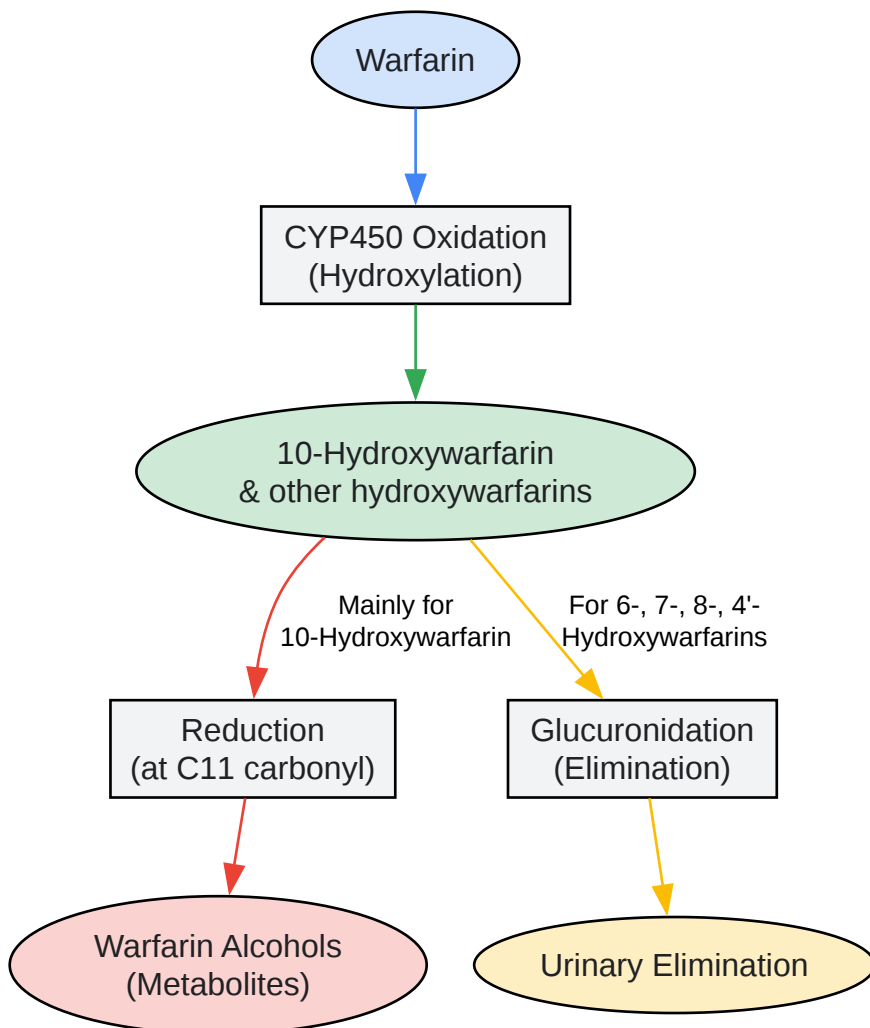 Warfarin
CYP450 Oxidation
(Hydroxylation)
10-Hydroxywarfarin
& other hydroxywarfarins
Mainly for
10-Hydroxywarfarin
For 6-, 7-, 8-, 4'-
Hydroxywarfarins
Reduction
(at C11 carbonyl)
Glucuronidation
(Elimination)
Warfarin Alcohols
(Metabolites)
Urinary Elimination